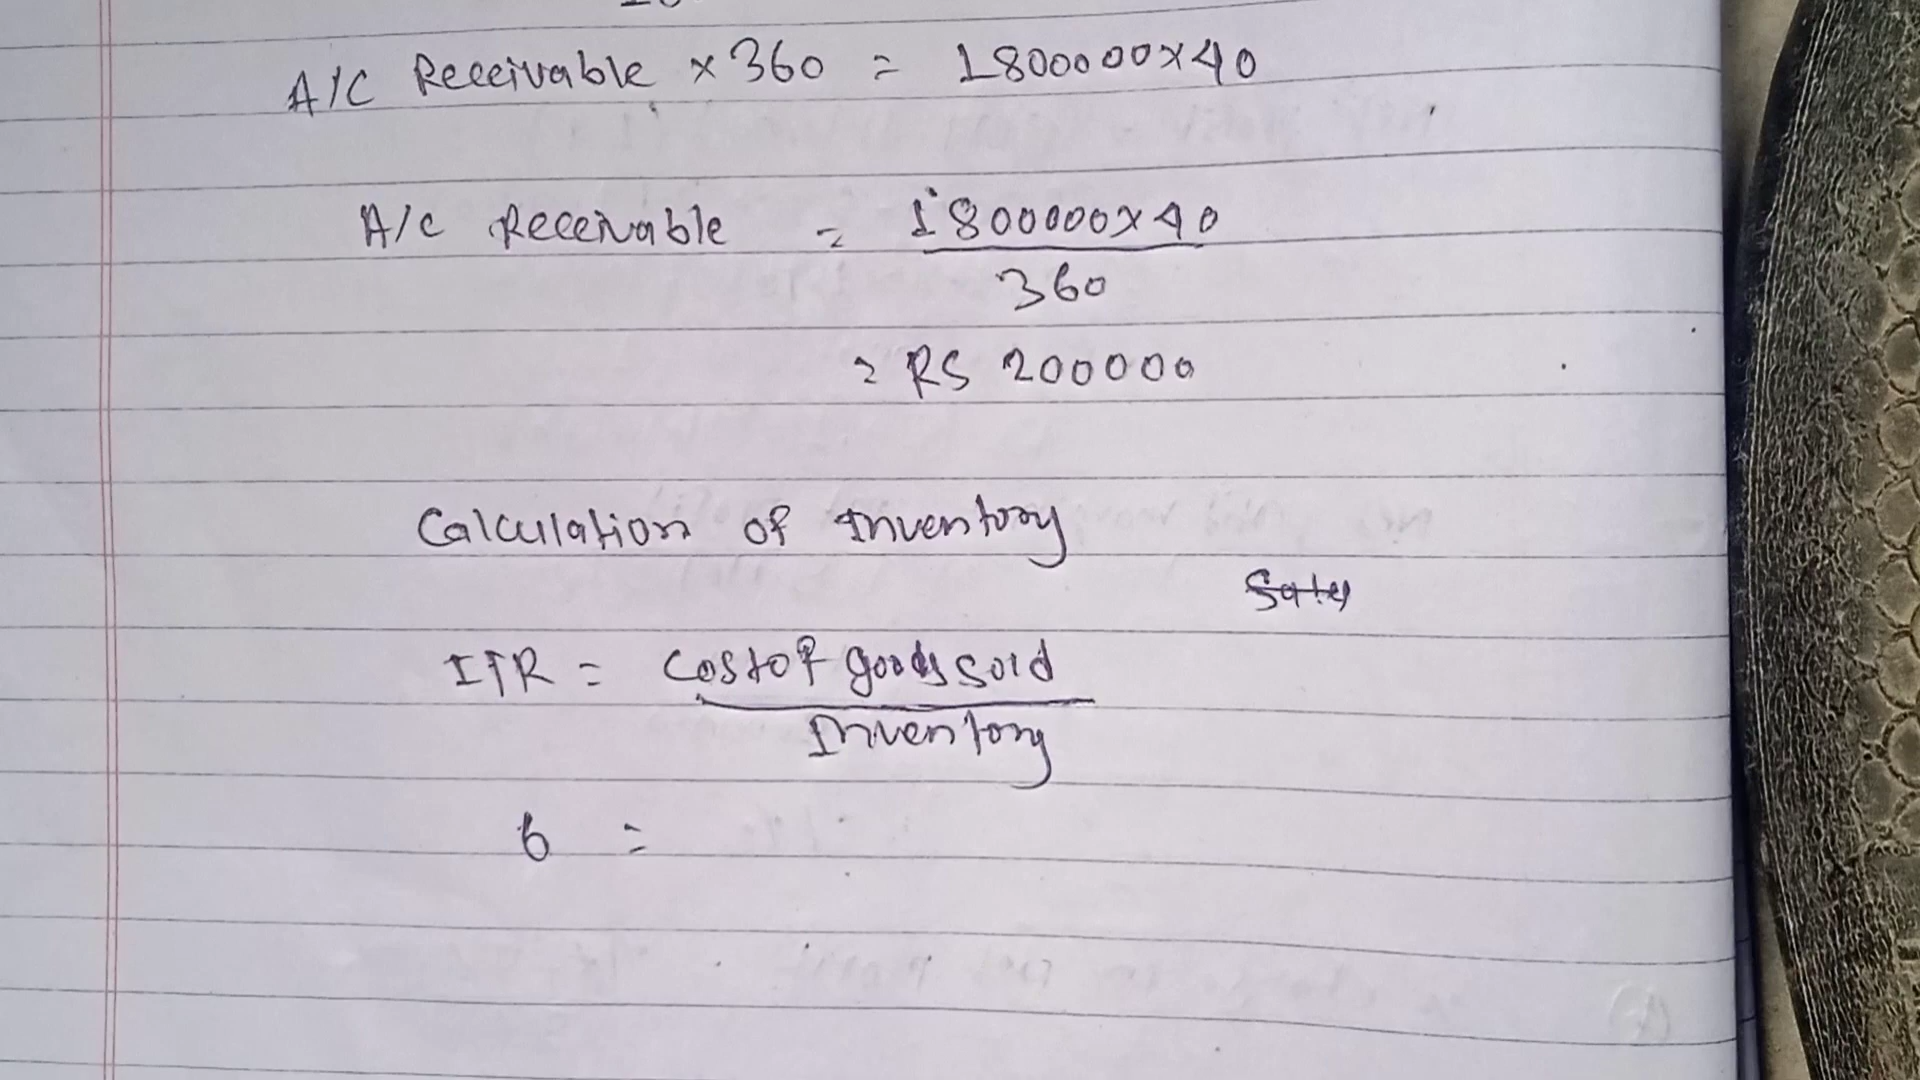 A/C Receivable × 360 = 1800000×40
A/C Receivable = 1800000×40
360
= RS 200000
Calculation of Inventory
Sales
ITR = Cost of goods sold
Inventory
6 =